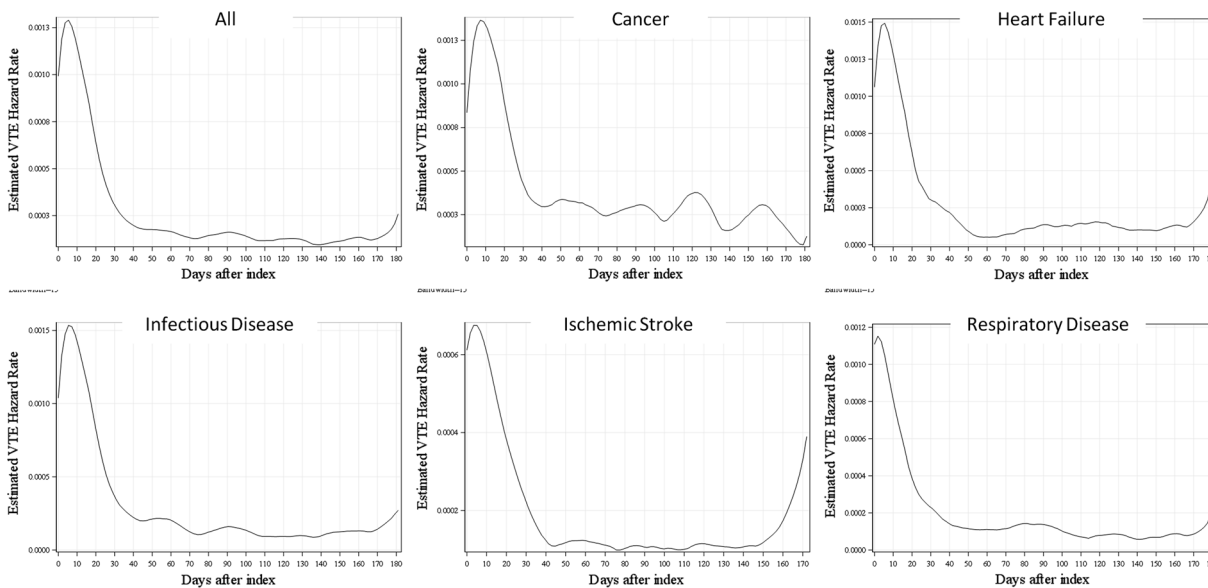 All
Estimated VTE Hazard Rate
0.0013
0.0010
0.0008
0.0005
0.0003
0 10 20 30 40 50 60 70 80 90 100 110 120 130 140 150 160 170 180
Days after index
Cancer
Estimated VTE Hazard Rate
0.0013
0.0010
0.0008
0.0005
0.0003
0 10 20 30 40 50 60 70 80 90 100 110 120 130 140 150 160 170 180
Days after index
Heart Failure
Estimated VTE Hazard Rate
0.0015
0.0013
0.0010
0.0008
0.0005
0.0003
0.0000
0 10 20 30 40 50 60 70 80 90 100 110 120 130 140 150 160 170
Days after index
Infectious Disease
Estimated VTE Hazard Rate
0.0015
0.0010
0.0005
0.0000
0 10 20 30 40 50 60 70 80 90 100 110 120 130 140 150 160 170 180
Days after index
Ischemic Stroke
Estimated VTE Hazard Rate
0.0006
0.0004
0.0002
0 10 20 30 40 50 60 70 80 90 100 110 120 130 140 150 160 170
Days after index
Respiratory Disease
Estimated VTE Hazard Rate
0.0012
0.0010
0.0008
0.0006
0.0004
0.0002
0.0000
0 10 20 30 40 50 60 70 80 90 100 110 120 130 140 150 160 170
Days after index